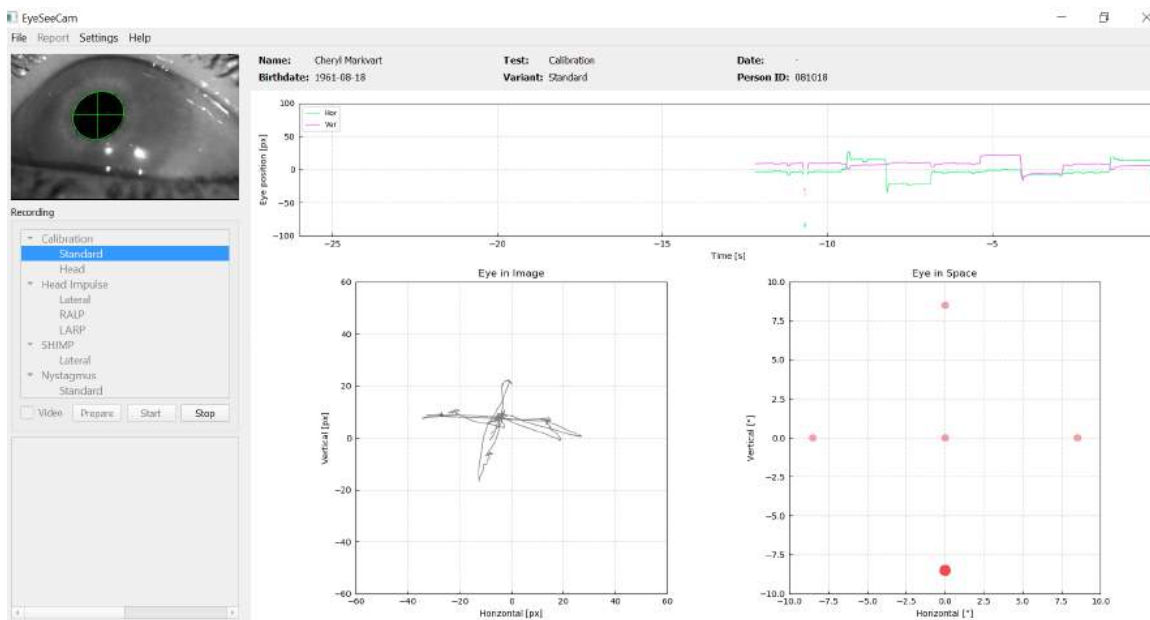 EyeSeeCam
File Report Settings Help
Name: Cheryl Markvart Test: Calibration Date: -
Birthdate: 1961-08-18 Variant: Standard Person ID: 081018
Recording
Calibration
Standard
Head
Head Impulse
Lateral
RALP
LARP
SHIMP
Lateral
Nystagmus
Standard
Video Prepare Start Stop
Hor
Ver
Eye position [px]
100
50
0
−50
−100
−25 −20 −15 −10 −5
Time [s]
Eye in Image
Vertical [px]
60
40
20
0
−20
−40
−60
−60 −40 −20 0 20 40 60
Horizontal [px]
Eye in Space
Vertical [°]
10.0
7.5
5.0
2.5
0.0
−2.5
−5.0
−7.5
−10.0
−10.0 −7.5 −5.0 −2.5 0.0 2.5 5.0 7.5 10.0
Horizontal [°]